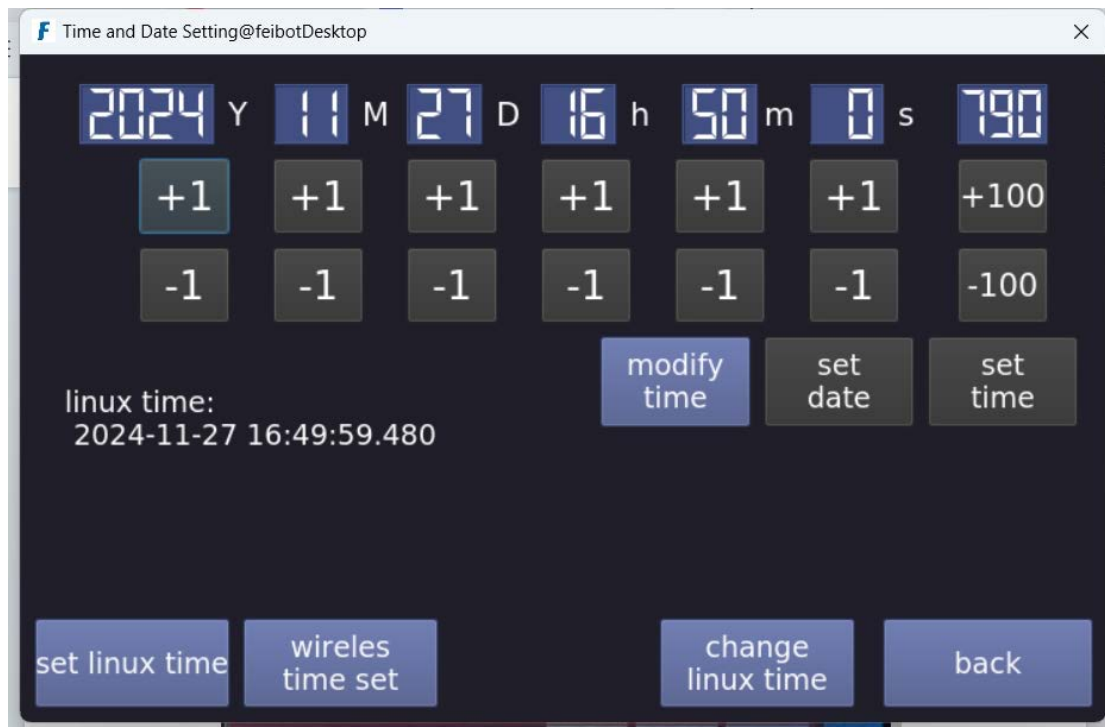 F Time and Date Setting@feibotDesktop
2024 Y 11 M 27 D 16 h 50 m 0 s 790
+1 +1 +1 +1 +1 +1 +100
-1 -1 -1 -1 -1 -1 -100
modify time
set date
set time
linux time:
2024-11-27 16:49:59.480
set linux time
wireles
time set
change
linux time
back